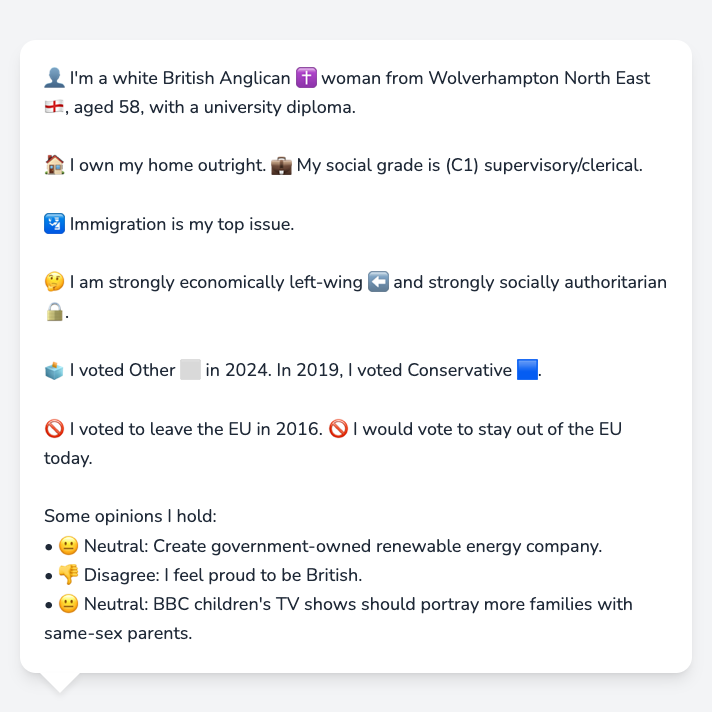 👤 I'm a white British Anglican ✝️ woman from Wolverhampton North East
🏴󠁧󠁢󠁥󠁮󠁧󠁿, aged 58, with a university diploma.
🏠 I own my home outright. 💼 My social grade is (C1) supervisory/clerical.
🛂 Immigration is my top issue.
🤔 I am strongly economically left-wing ⬅️ and strongly socially authoritarian
🔒.
🗳️ I voted Other ⬜ in 2024. In 2019, I voted Conservative 🟦.
🚫 I voted to leave the EU in 2016. 🚫 I would vote to stay out of the EU
today.
Some opinions I hold:
• 😐 Neutral: Create government-owned renewable energy company.
• 👎 Disagree: I feel proud to be British.
• 😐 Neutral: BBC children's TV shows should portray more families with
same-sex parents.